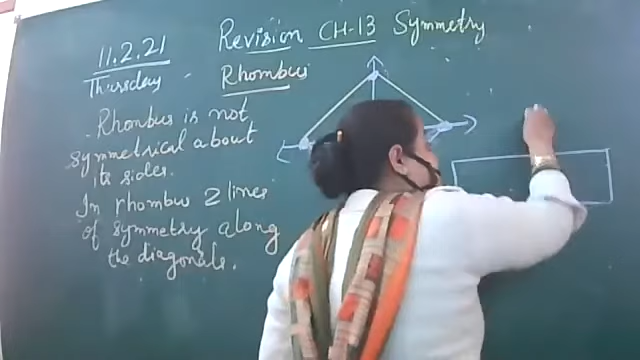 11.2.21
Revision CH-13 Symmetry
Thursday
Rhombus
Rhombus is not
symmetrical about
its sides.
In rhombus 2 lines
of symmetry along
the diagonals.